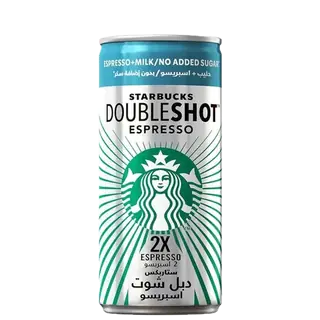 ESPRESSO+MILK/NO ADDED SUGAR*
حليب + اسبريسو / بدون إضافة سكر*
STARBUCKS
DOUBLESHOT™
ESPRESSO
2X
ESPRESSO
2 اسبريسو
ستاربكس
دبل شوت
اسبريسو